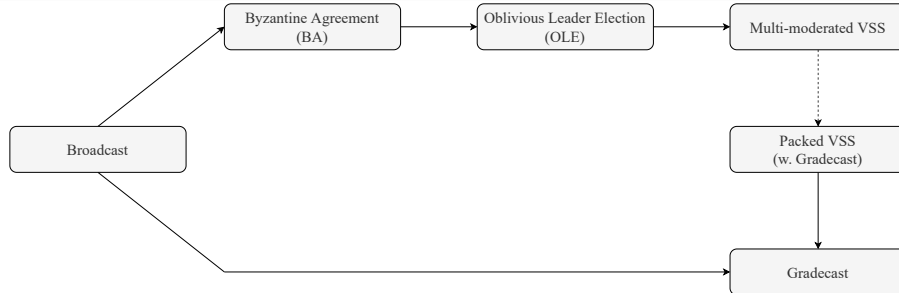 Byzantine Agreement
(BA)
Oblivious Leader Election
(OLE)
Multi-moderated VSS
Broadcast
Packed VSS
(w. Gradecast)
Gradecast